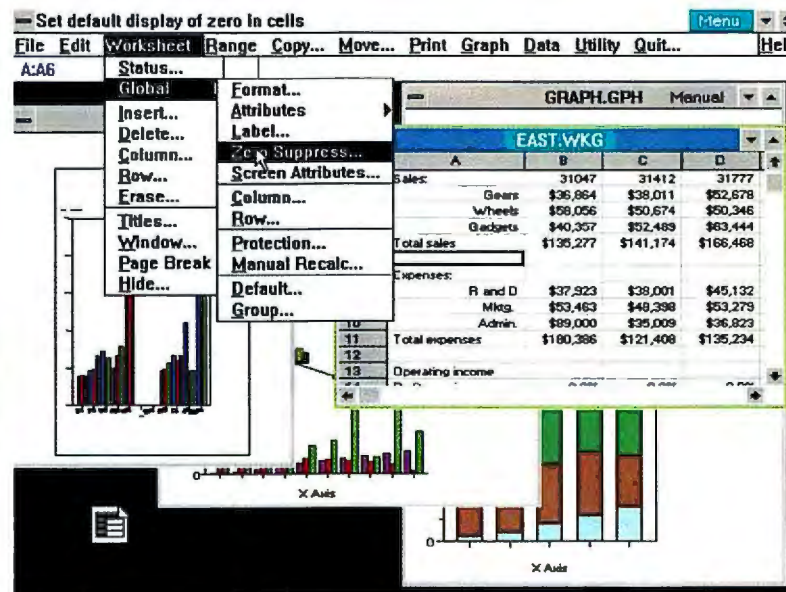 Set default display of zero in cells
Menu
File Edit Worksheet Range Copy... Move... Print Graph Data Utility Quit... Hel
A:A6
Status...
Global
Insert...
Delete...
Column...
Row...
Erase...
Titles...
Window...
Page Break
Hide...
Format...
Attributes
Label...
Zero Suppress...
Screen Attributes...
Column...
Row...
Protection...
Manual Recalc...
Default...
Group...
GRAPH.GPH Manual
EAST.WKG
A B C D
Sales: 31047 31412 31777
Gears $36,864 $38,011 $52,678
Wheels $58,056 $50,674 $50,346
Gadgets $40,357 $52,489 $63,444
Total sales $135,277 $141,174 $166,468
Expenses:
R and D $37,923 $38,001 $45,132
Mktg. $53,463 $48,398 $53,279
10 Admin. $89,000 $35,009 $36,823
11 Total expenses $180,386 $121,408 $135,234
12
13 Operating income
0
X Axis
0
X Axis